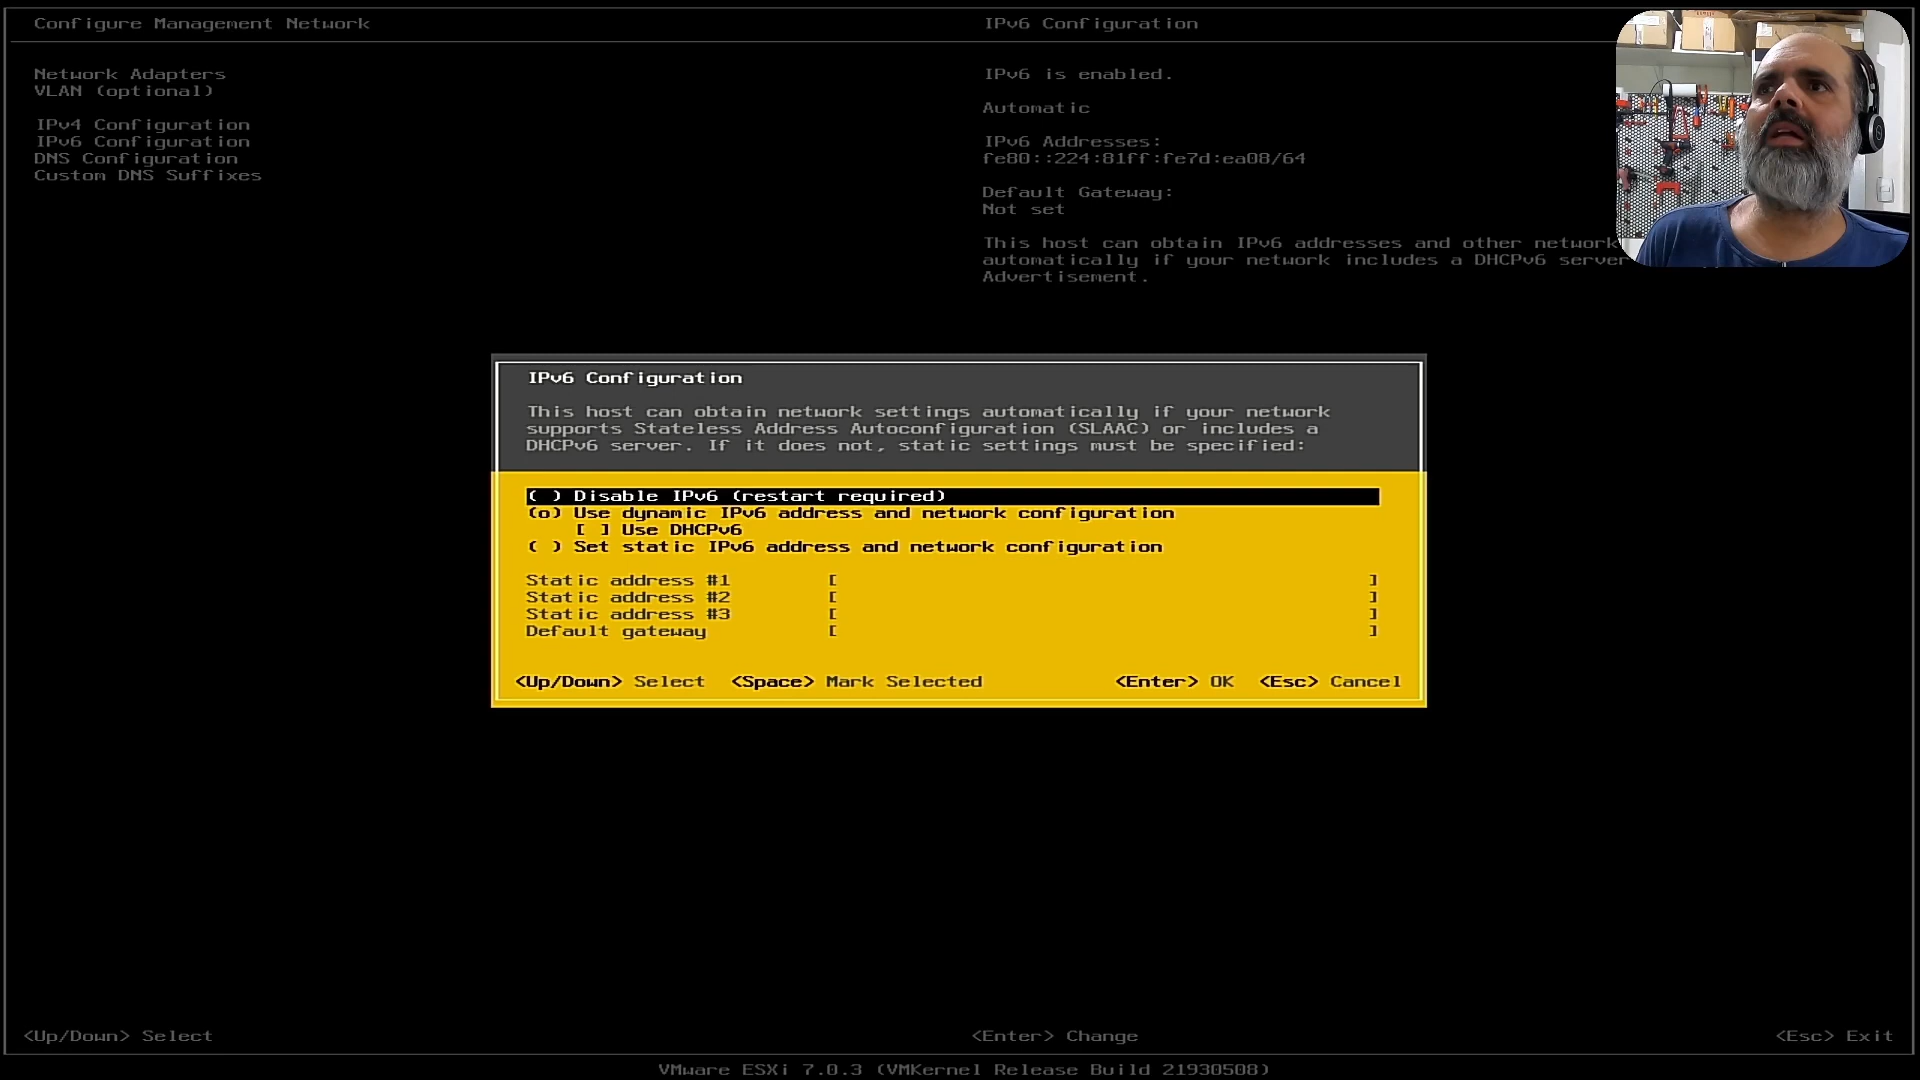 Configure Management Network
IPv6 Configuration
Network Adapters
VLAN (optional)
IPv4 Configuration
IPv6 Configuration
DNS Configuration
Custom DNS Suffixes
IPv6 is enabled.
Automatic
IPv6 Addresses:
fe80::224:81ff:fe7d:ea08/64
Default Gateway:
Not set
This host can obtain IPv6 addresses and other network
automatically if your network includes a DHCPv6 server
Advertisement.
IPv6 Configuration
This host can obtain network settings automatically if your network
supports Stateless Address Autoconfiguration (SLAAC) or includes a
DHCPv6 server. If it does not, static settings must be specified:
( ) Disable IPv6 (restart required)
(o) Use dynamic IPv6 address and network configuration
[ ] Use DHCPv6
( ) Set static IPv6 address and network configuration
Static address #1 [ ]
Static address #2 [ ]
Static address #3 [ ]
Default gateway [ ]
<Up/Down> Select <Space> Mark Selected <Enter> OK <Esc> Cancel
<Up/Down> Select <Enter> Change <Esc> Exit
VMware ESXi 7.0.3 (VMKernel Release Build 21930508)